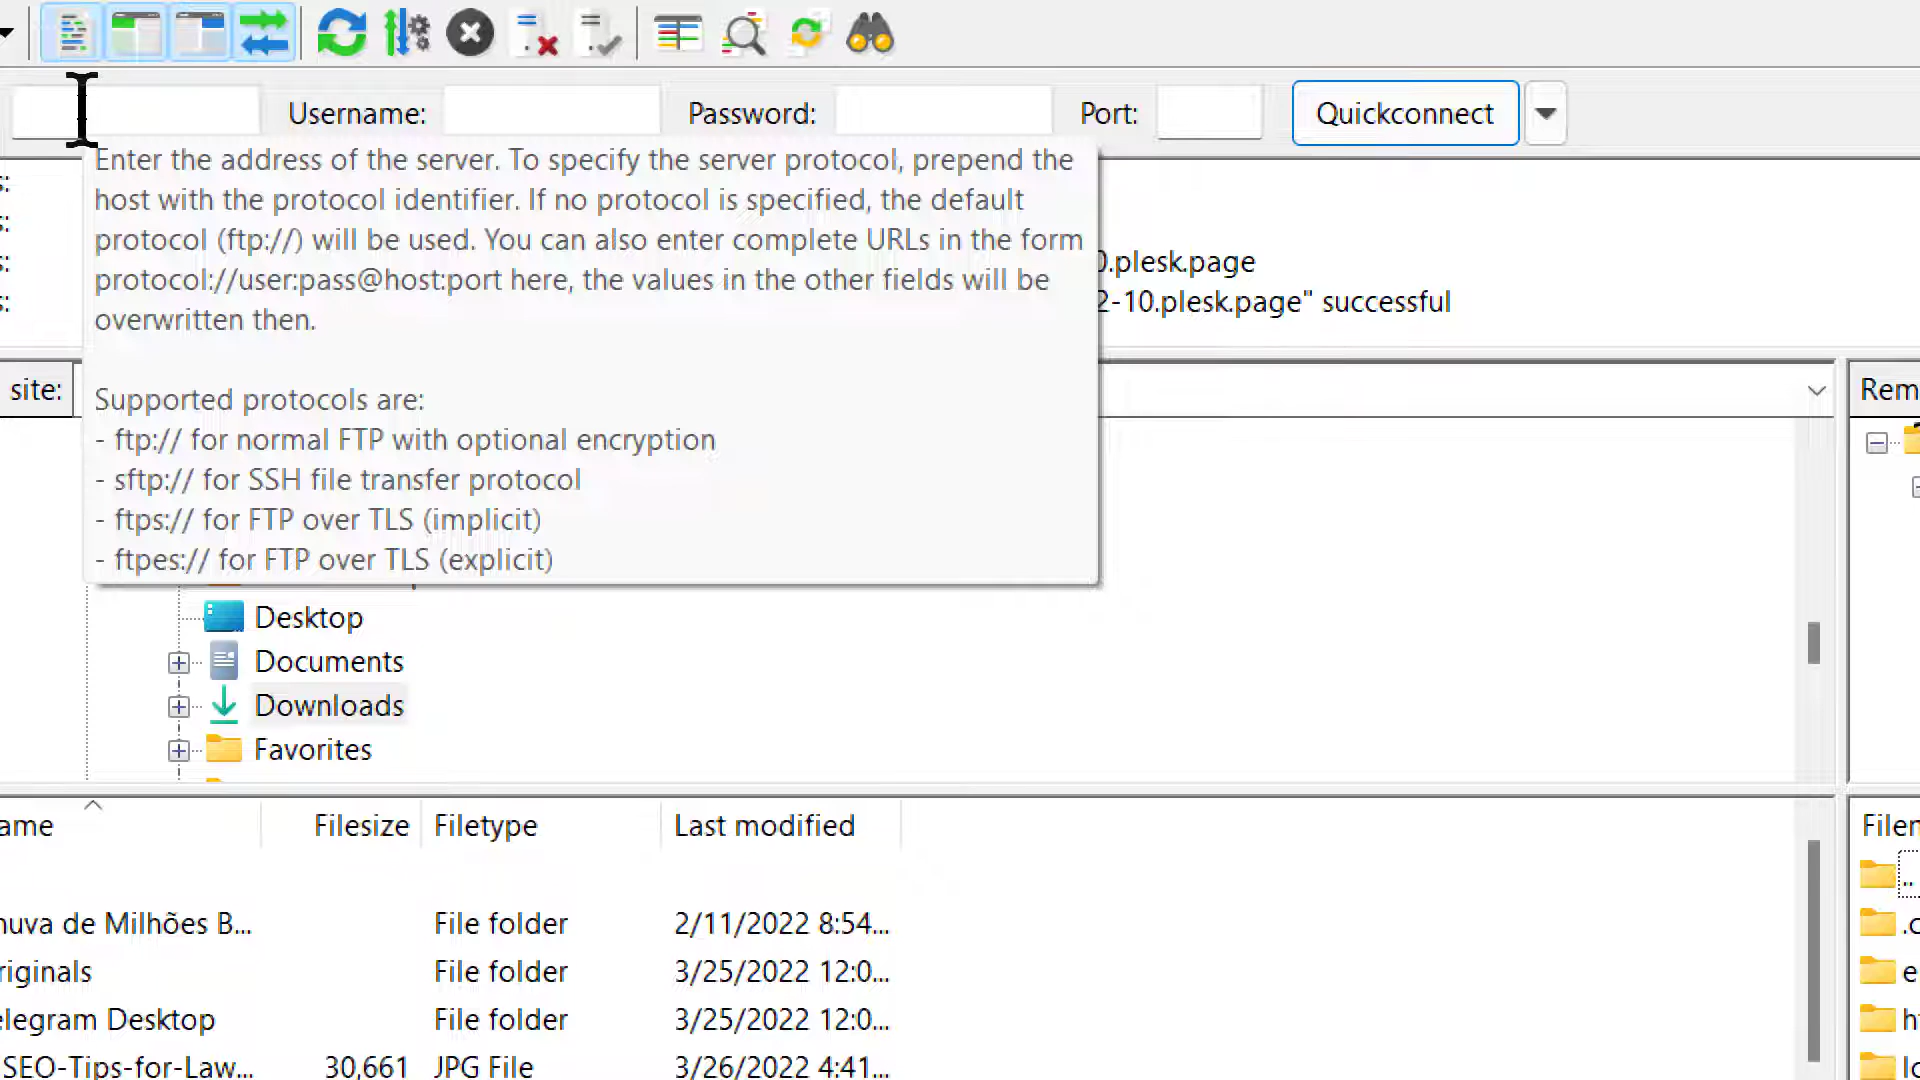 Username:
Password:
Port:
Quickconnect
Enter the address of the server. To specify the server protocol, prepend the
host with the protocol identifier. If no protocol is specified, the default
protocol (ftp://) will be used. You can also enter complete URLs in the form
protocol://user:pass@host:port here, the values in the other fields will be
overwritten then.
Supported protocols are:
- ftp:// for normal FTP with optional encryption
- sftp:// for SSH file transfer protocol
- ftps:// for FTP over TLS (implicit)
- ftpes:// for FTP over TLS (explicit)
s:
s:
s:
0.plesk.page
s:
2-10.plesk.page" successful
site:
Rem
Desktop
Documents
Downloads
Favorites
ame
Filesize
Filetype
Last modified
huva de Milhões B...
File folder
2/11/2022 8:54...
riginals
File folder
3/25/2022 12:0...
elegram Desktop
File folder
3/25/2022 12:0...
SEO-Tips-for-Law...
30,661
JPG File
3/26/2022 4:41...
Filen
..
.c
e
h
lo